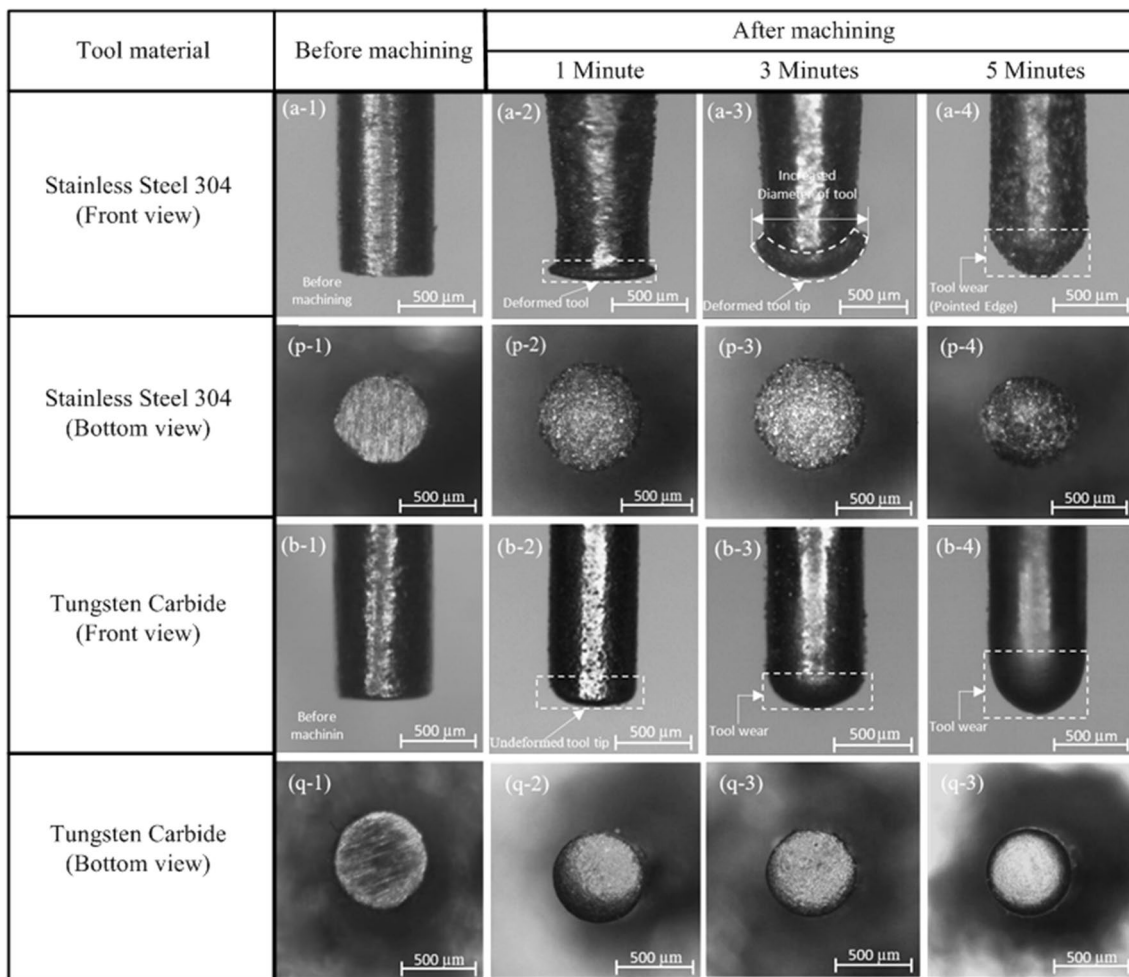 Tool material
Before machining
After machining
1 Minute
3 Minutes
5 Minutes
Stainless Steel 304
(Front view)
(a-1)
Before
machining
500 µm
(a-2)
Deformed tool
500 µm
(a-3)
Increased
Diameter of tool
Deformed tool tip
500 µm
(a-4)
Tool wear
(Pointed Edge)
500 µm
Stainless Steel 304
(Bottom view)
(p-1)
500 µm
(p-2)
500 µm
(p-3)
500 µm
(p-4)
500 µm
Tungsten Carbide
(Front view)
(b-1)
Before
machinin
500 µm
(b-2)
Undeformed tool tip
500 µm
(b-3)
Tool wear
500 µm
(b-4)
Tool wear
500 µm
Tungsten Carbide
(Bottom view)
(q-1)
500 µm
(q-2)
500 µm
(q-3)
500 µm
(q-3)
500 µm